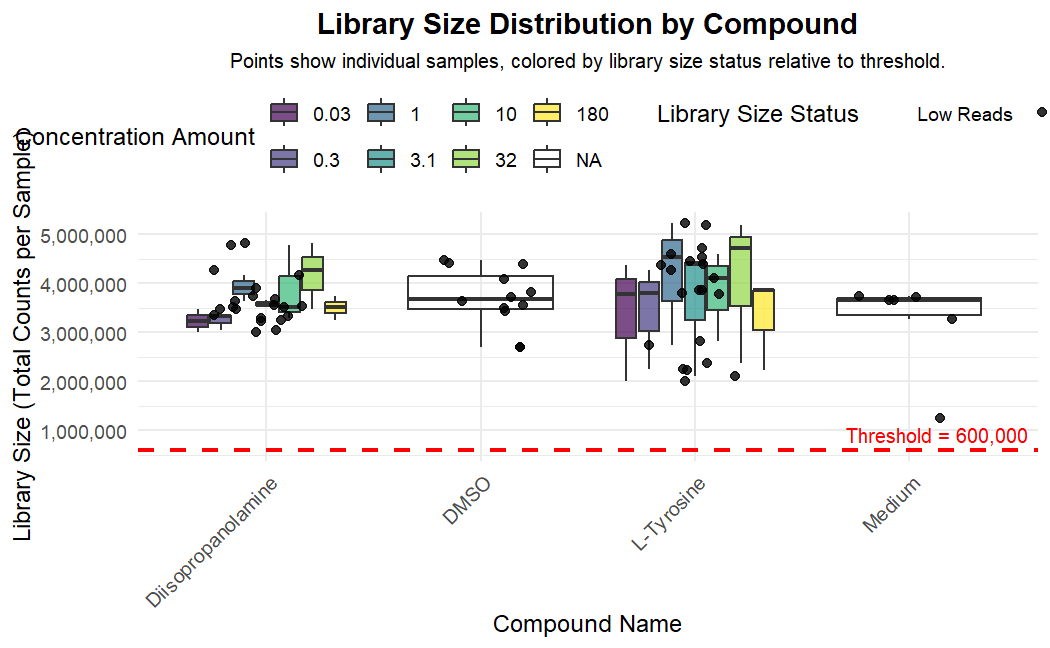 Library Size Distribution by Compound
Points show individual samples, colored by library size status relative to threshold.
Concentration Amount
0.03
1
10
180
0.3
3.1
32
NA
Library Size Status
Low Reads
Library Size (Total Counts per Sample)
5,000,000
4,000,000
3,000,000
2,000,000
1,000,000
Threshold = 600,000
Diisopropanolamine
DMSO
L-Tyrosine
Medium
Compound Name